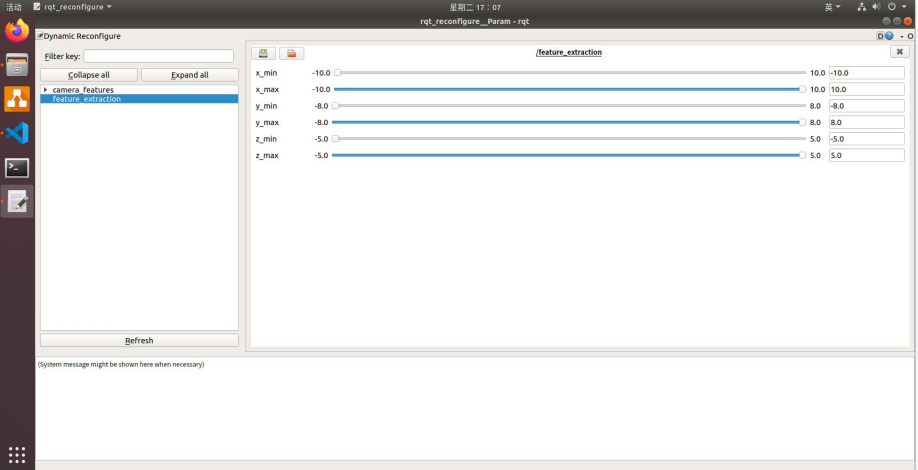 活动 rqt_reconfigure 星期二 17：07 英
rqt_reconfigure__Param - rqt
Dynamic Reconfigure D - O
Filter key:
Collapse all Expand all
camera_features
feature_extraction
Refresh
/feature_extraction
x_min -10.0 10.0 -10.0
x_max -10.0 10.0 10.0
y_min -8.0 8.0 -8.0
y_max -8.0 8.0 8.0
z_min -5.0 5.0 -5.0
z_max -5.0 5.0 5.0
(System message might be shown here when necessary)